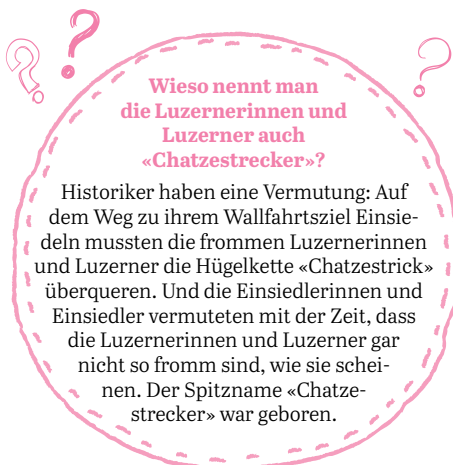 Wieso nennt man
die Luzernerinnen und
Luzerner auch
«Chatzestrecker»?
Historiker haben eine Vermutung: Auf
dem Weg zu ihrem Wallfahrtsziel Einsie-
deln mussten die frommen Luzernerinnen
und Luzerner die Hügelkette «Chatzestrick»
überqueren. Und die Einsiedlerinnen und
Einsiedler vermuteten mit der Zeit, dass
die Luzernerinnen und Luzerner gar
nicht so fromm sind, wie sie schei-
nen. Der Spitzname «Chatze-
strecker» war geboren.